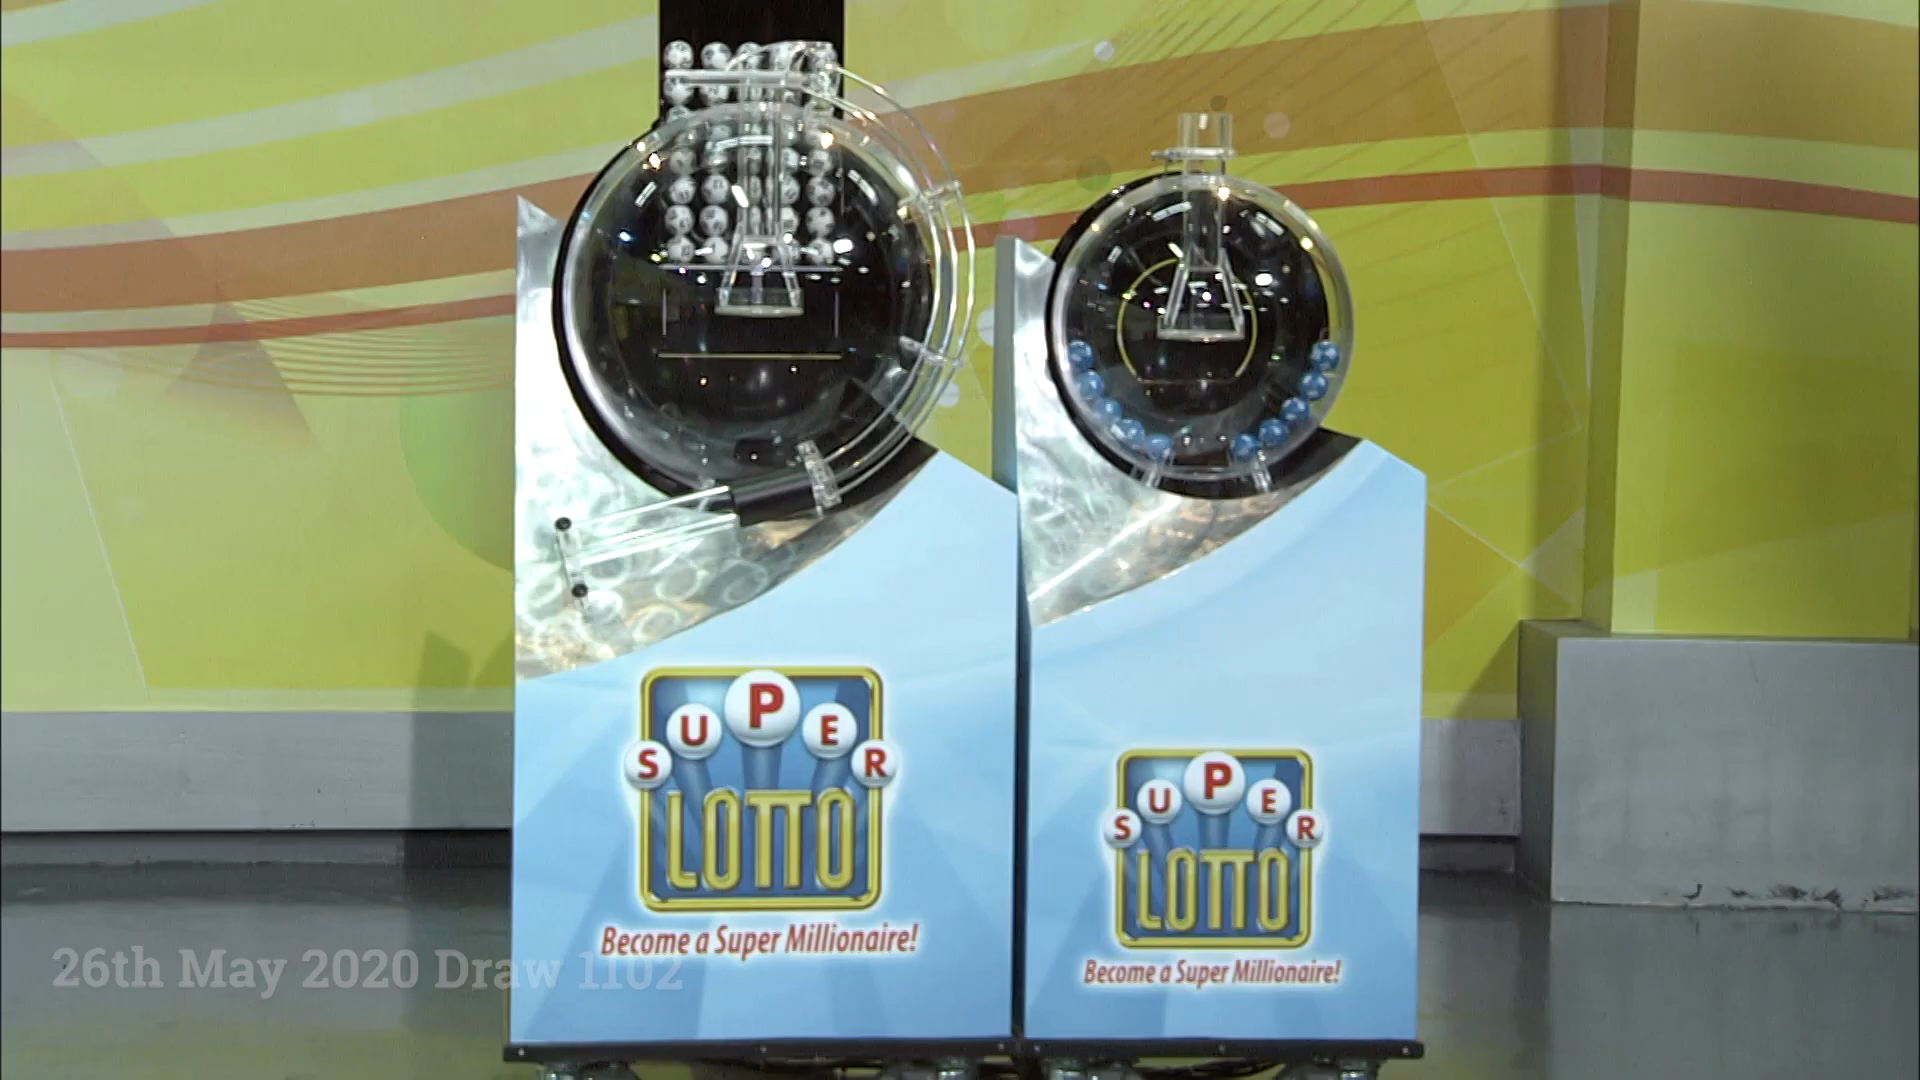 SUPER
LOTTO
Become a Super Millionaire!
SUPER
LOTTO
Become a Super Millionaire!
26th May 2020 Draw 1102